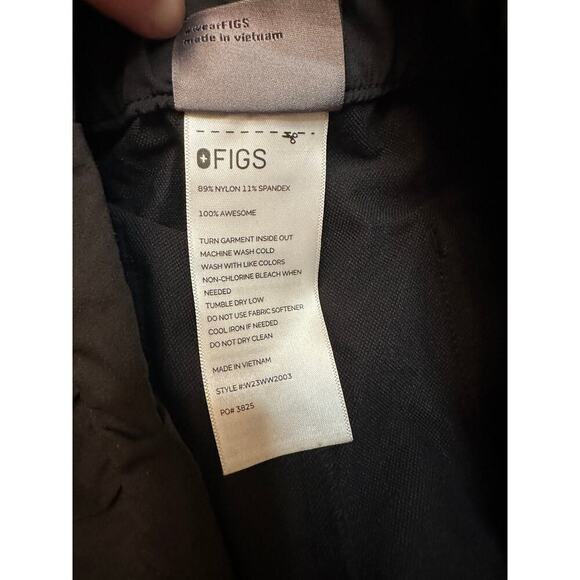 wearFIGS
made in vietnam
FIGS
89% NYLON 11% SPANDEX
100% AWESOME
TURN GARMENT INSIDE OUT
MACHINE WASH COLD
WASH WITH LIKE COLORS
NON-CHLORINE BLEACH WHEN
NEEDED
TUMBLE DRY LOW
DO NOT USE FABRIC SOFTENER
COOL IRON IF NEEDED
DO NOT DRY CLEAN
MADE IN VIETNAM
STYLE #:W23WW2003
PO# 3825